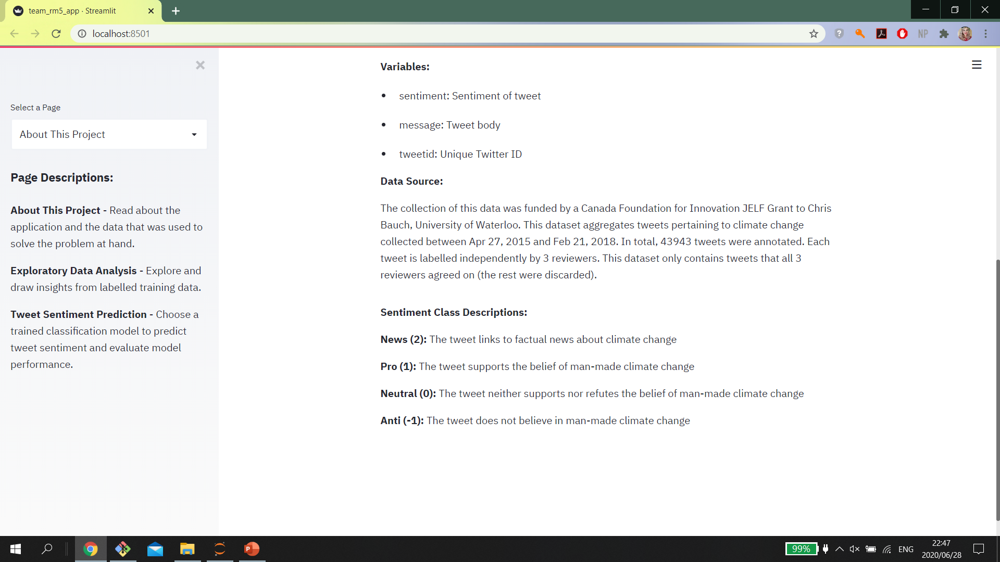 team_rm5_app · Streamlit
localhost:8501
NP
Select a Page
About This Project
Page Descriptions:
About This Project - Read about the
application and the data that was used to
solve the problem at hand.
Exploratory Data Analysis - Explore and
draw insights from labelled training data.
Tweet Sentiment Prediction - Choose a
trained classification model to predict
tweet sentiment and evaluate model
performance.
Variables:
• sentiment: Sentiment of tweet
• message: Tweet body
• tweetid: Unique Twitter ID
Data Source:
The collection of this data was funded by a Canada Foundation for Innovation JELF Grant to Chris
Bauch, University of Waterloo. This dataset aggregates tweets pertaining to climate change
collected between Apr 27, 2015 and Feb 21, 2018. In total, 43943 tweets were annotated. Each
tweet is labelled independently by 3 reviewers. This dataset only contains tweets that all 3
reviewers agreed on (the rest were discarded).
Sentiment Class Descriptions:
News (2): The tweet links to factual news about climate change
Pro (1): The tweet supports the belief of man-made climate change
Neutral (0): The tweet neither supports nor refutes the belief of man-made climate change
Anti (-1): The tweet does not believe in man-made climate change
99%
ENG
22:47
2020/06/28